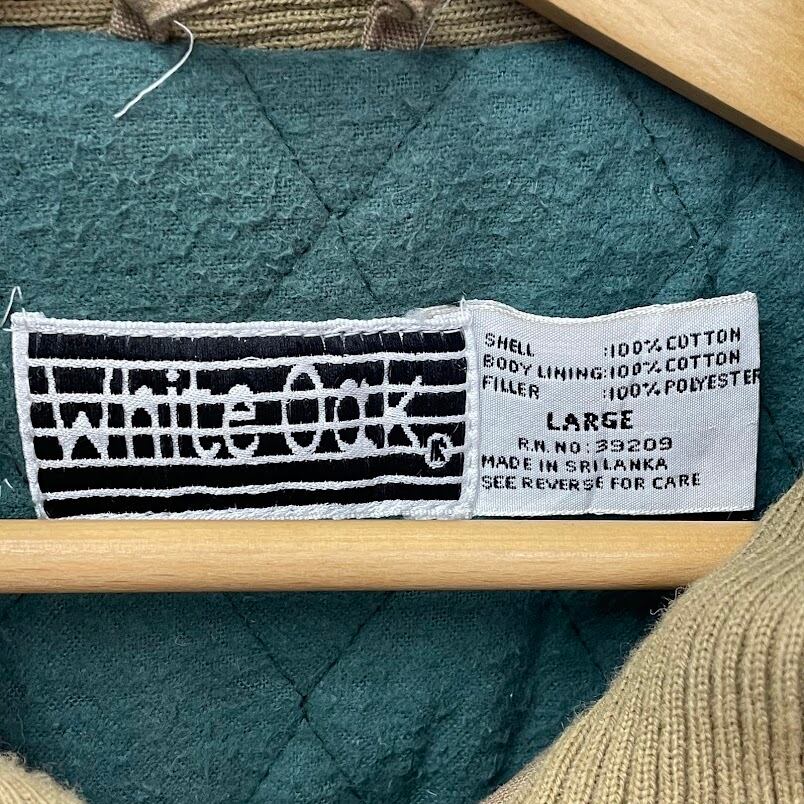 White Oak ®
SHELL :100% COTTON
BODY LINING:100% COTTON
FILLER :100% POLYESTER
LARGE
R.N. NO: 39209
MADE IN SRI LANKA
SEE REVERSE FOR CARE